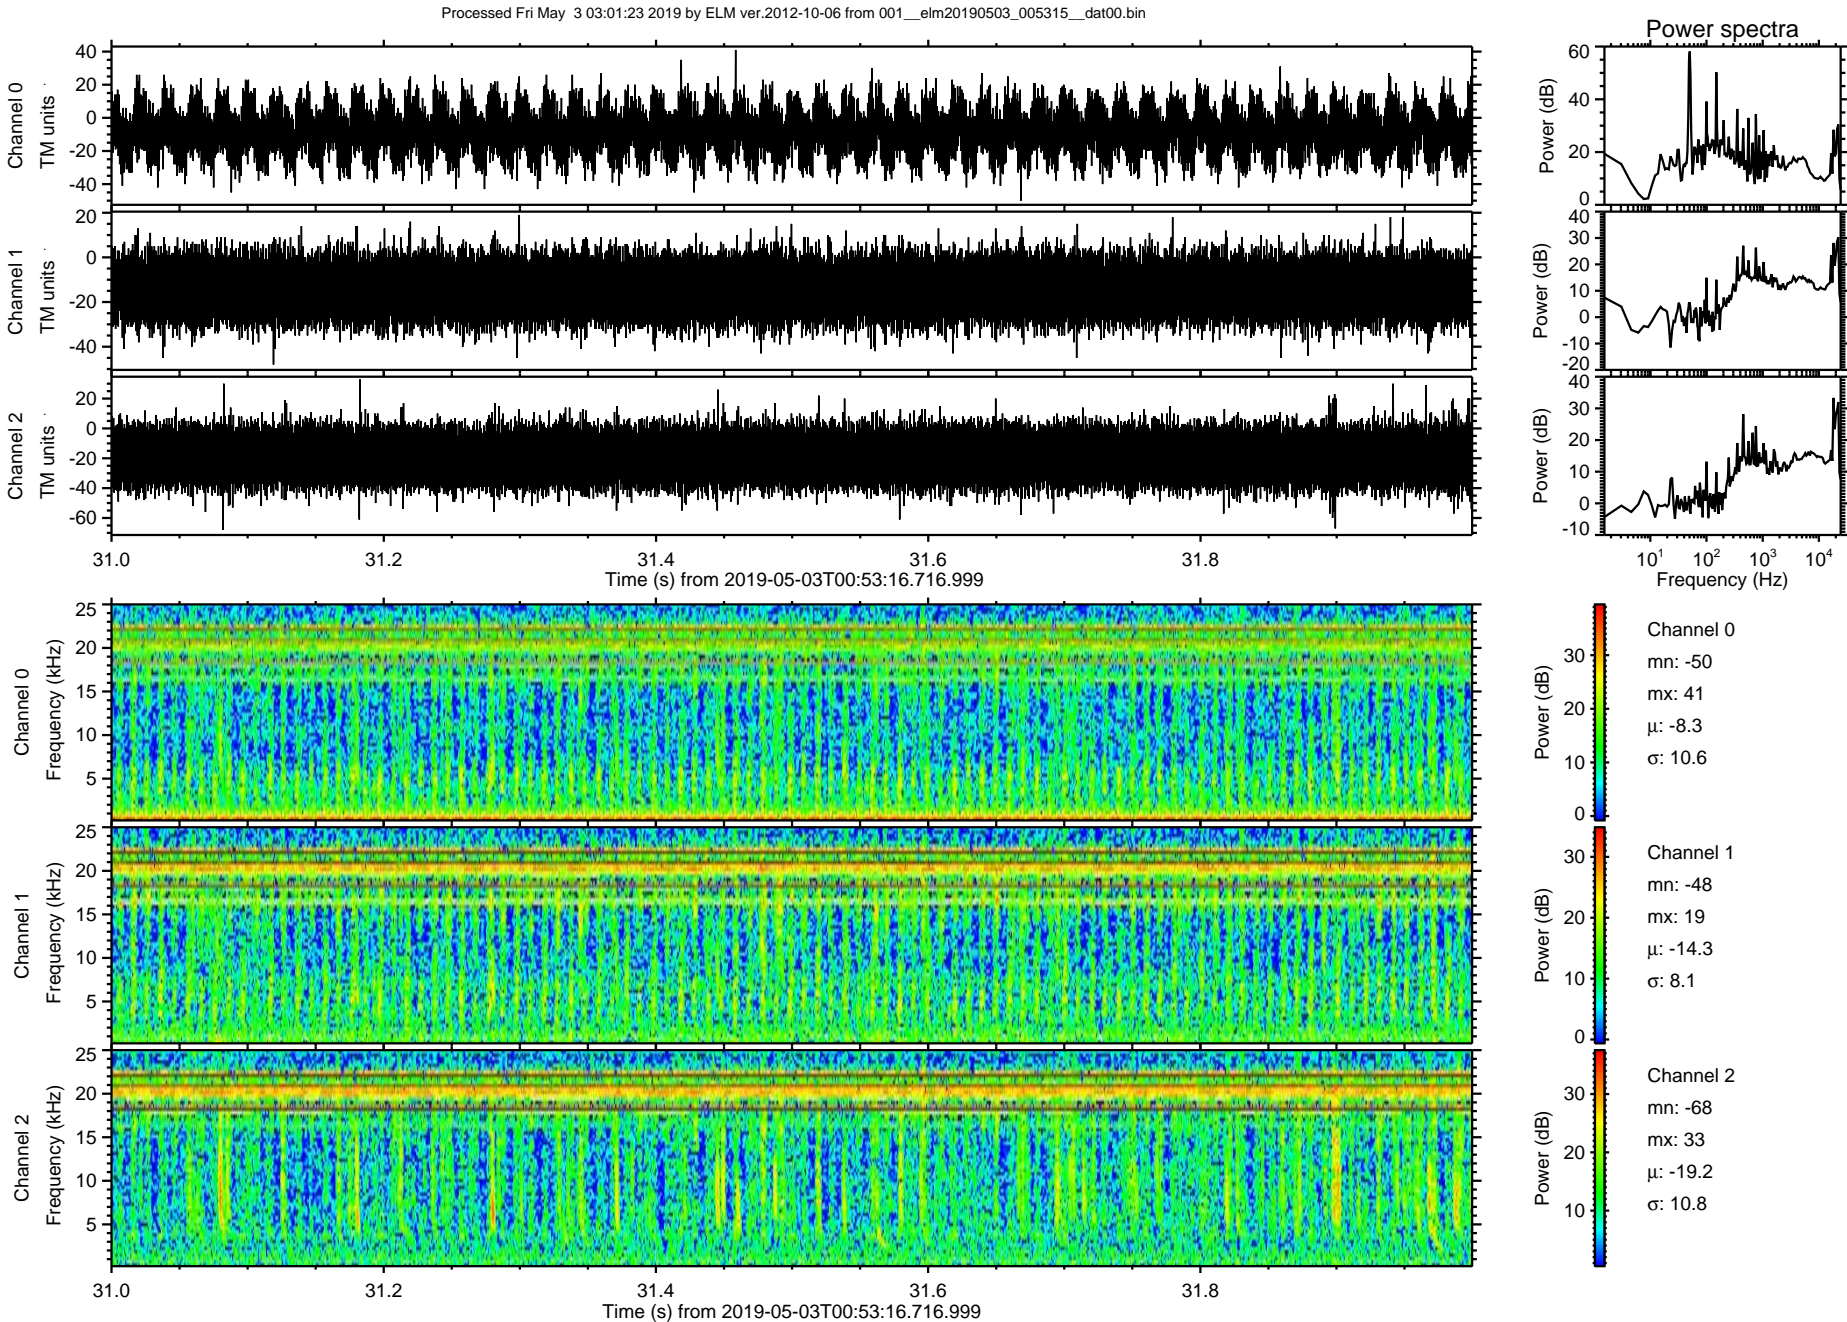 Processed Fri May  3 03:01:23 2019 by ELM ver.2012-10-06 from 001__elm20190503_005315__dat00.bin
Power spectra
Channel 0
TM units
40
20
0
-20
-40
Power (dB)
60
40
20
0
Channel 1
TM units
20
0
-20
-40
Power (dB)
40
30
20
10
0
-10
-20
Channel 2
TM units
20
0
-20
-40
-60
Power (dB)
40
30
20
10
0
-10
31.0 31.2 31.4 31.6 31.8
Time (s) from 2019-05-03T00:53:16.716.999
10^1 10^2 10^3 10^4
Frequency (Hz)
Channel 0
Frequency (kHz)
25
20
15
10
5
Power (dB)
30
20
10
0
Channel 0
mn: -50
mx: 41
μ: -8.3
σ: 10.6
Channel 1
Frequency (kHz)
25
20
15
10
5
Power (dB)
30
20
10
0
Channel 1
mn: -48
mx: 19
μ: -14.3
σ: 8.1
Channel 2
Frequency (kHz)
25
20
15
10
5
Power (dB)
30
20
10
Channel 2
mn: -68
mx: 33
μ: -19.2
σ: 10.8
31.0 31.2 31.4 31.6 31.8
Time (s) from 2019-05-03T00:53:16.716.999